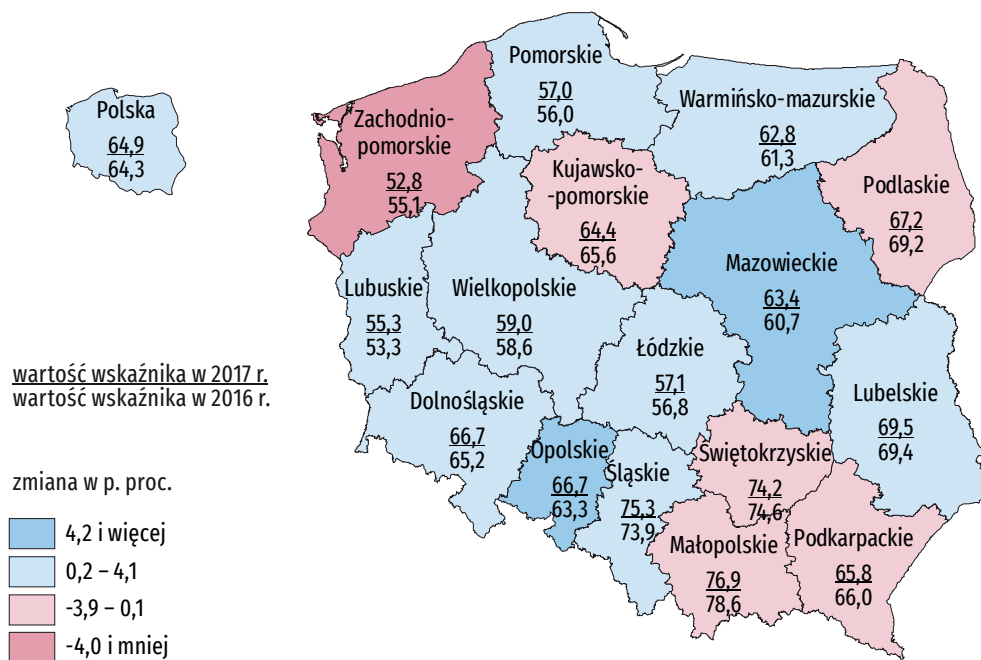 Polska
64,9
64,3
Zachodnio-
pomorskie
52,8
55,1
Pomorskie
57,0
56,0
Warmińsko-mazurskie
62,8
61,3
Podlaskie
67,2
69,2
Kujawsko-
-pomorskie
64,4
65,6
Mazowieckie
63,4
60,7
Lubuskie
55,3
53,3
Wielkopolskie
59,0
58,6
Łódzkie
57,1
56,8
Lubelskie
69,5
69,4
Dolnośląskie
66,7
65,2
Opolskie
66,7
63,3
Śląskie
75,3
73,9
Świętokrzyskie
74,2
74,6
Małopolskie
76,9
78,6
Podkarpackie
65,8
66,0
wartość wskaźnika w 2017 r.
wartość wskaźnika w 2016 r.
zmiana w p. proc.
4,2 i więcej
0,2 – 4,1
-3,9 – 0,1
-4,0 i mniej